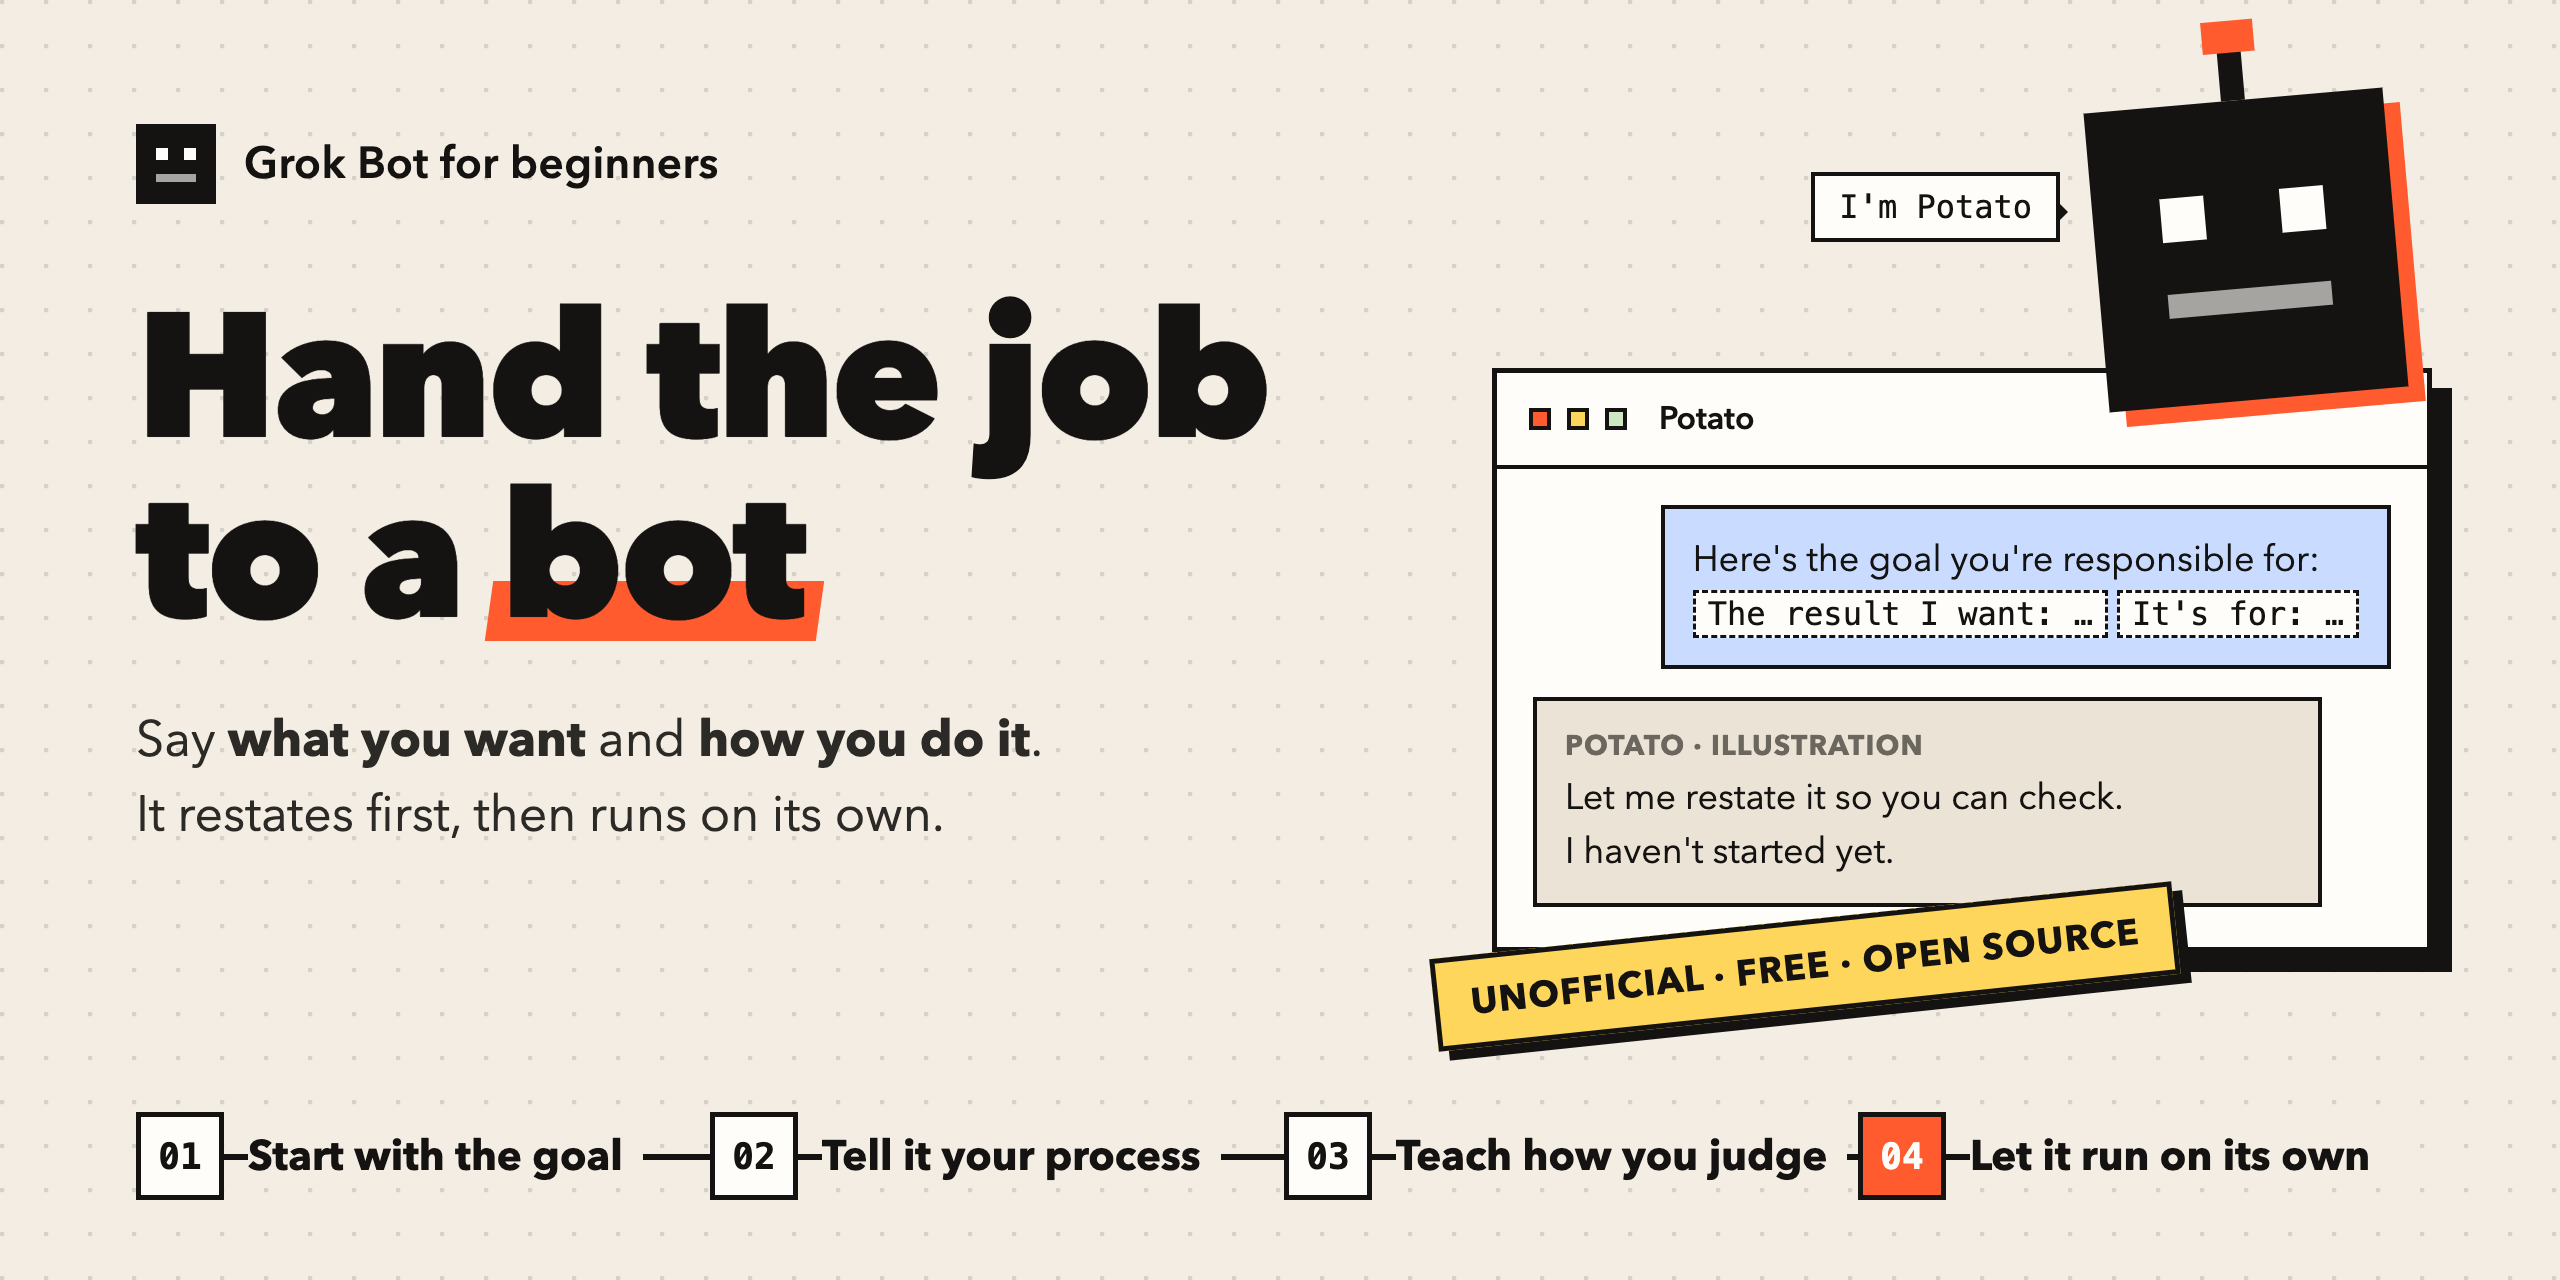 Grok Bot for beginners
Hand the job
to a bot
Say what you want and how you do it.
It restates first, then runs on its own.
I'm Potato
Potato
Here's the goal you're responsible for:
The result I want: … It's for: …
POTATO · ILLUSTRATION
Let me restate it so you can check.
I haven't started yet.
UNOFFICIAL · FREE · OPEN SOURCE
01 Start with the goal 02 Tell it your process 03 Teach how you judge 04 Let it run on its own